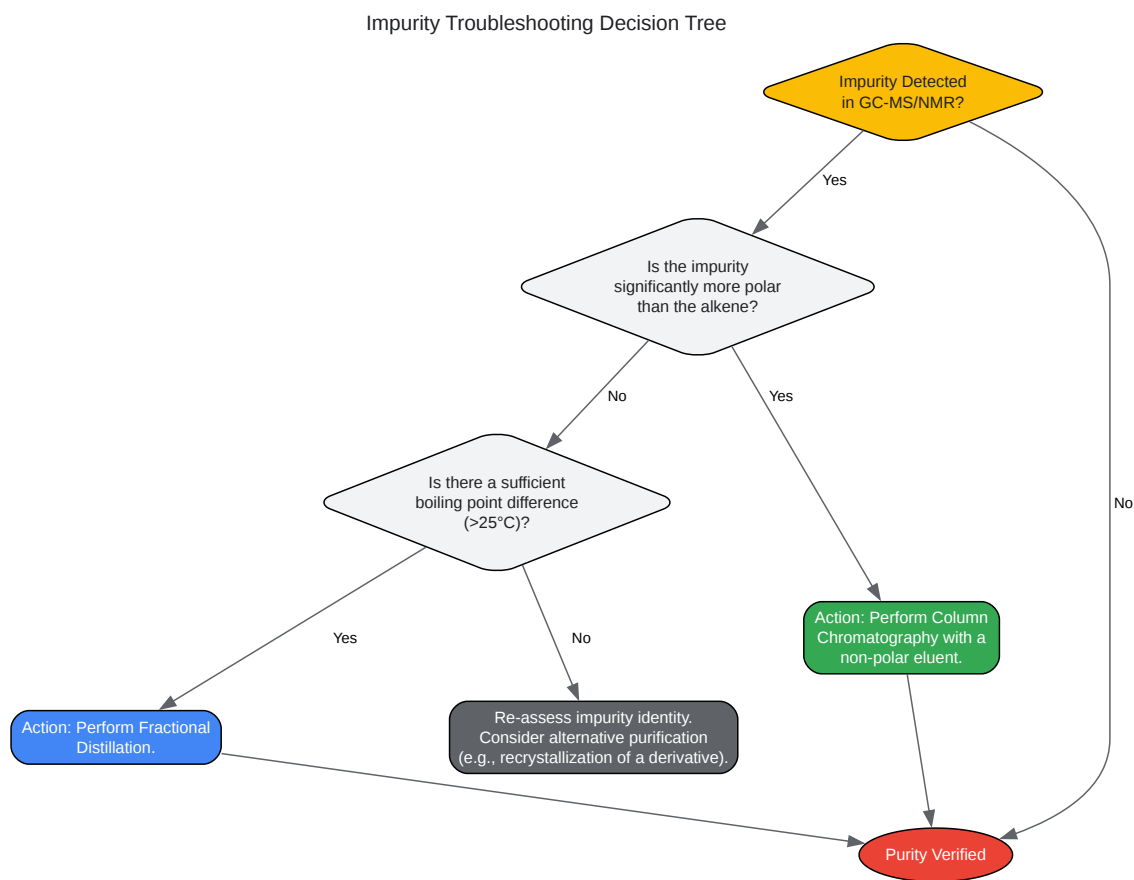 Impurity Troubleshooting Decision Tree
Impurity Detected
in GC-MS/NMR?
Yes
No
Is the impurity
significantly more polar
than the alkene?
No
Yes
Is there a sufficient
boiling point difference
(>25°C)?
Yes
No
Action: Perform Column
Chromatography with a
non-polar eluent.
Action: Perform Fractional
Distillation.
Re-assess impurity identity.
Consider alternative purification
(e.g., recrystallization of a derivative).
Purity Verified